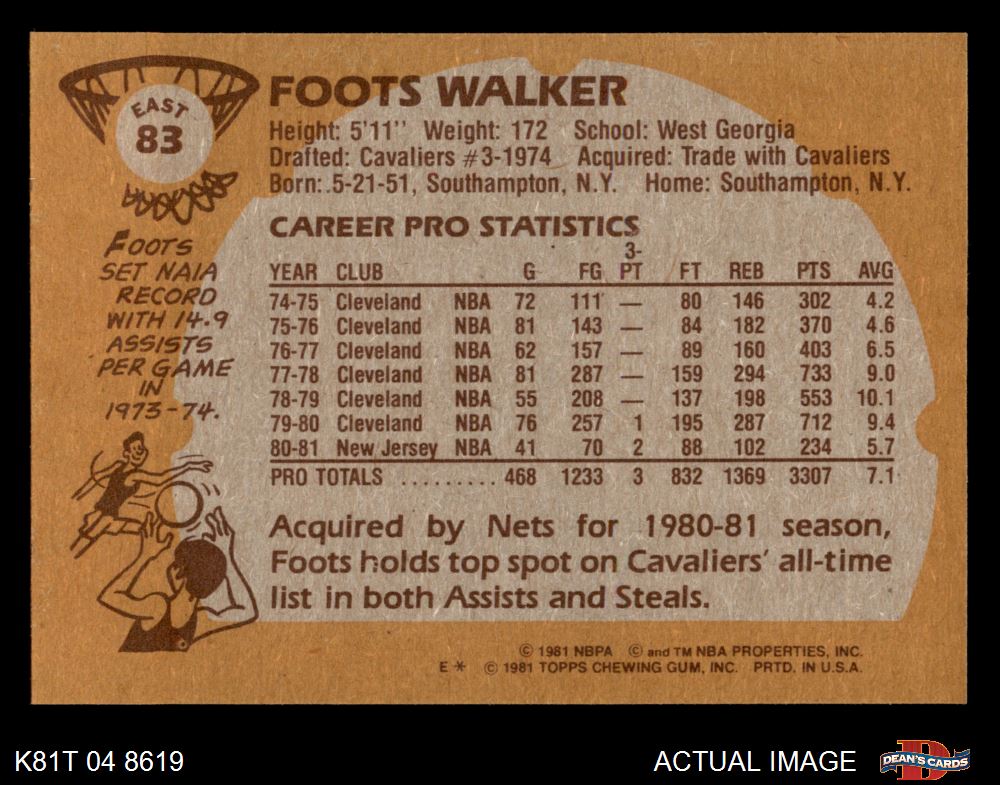 EAST
83
FOOTS WALKER
Height: 5'11" Weight: 172 School: West Georgia
Drafted: Cavaliers #3-1974 Acquired: Trade with Cavaliers
Born: 5-21-51, Southampton, N.Y. Home: Southampton, N.Y.
FOOTS
SET NAIA
RECORD
WITH 14.9
ASSISTS
PER GAME
IN
1973-74.
CAREER PRO STATISTICS
YEAR CLUB G FG 3-PT FT REB PTS AVG
74-75 Cleveland NBA 72 111 — 80 146 302 4.2
75-76 Cleveland NBA 81 143 — 84 182 370 4.6
76-77 Cleveland NBA 62 157 — 89 160 403 6.5
77-78 Cleveland NBA 81 287 — 159 294 733 9.0
78-79 Cleveland NBA 55 208 — 137 198 553 10.1
79-80 Cleveland NBA 76 257 1 195 287 712 9.4
80-81 New Jersey NBA 41 70 2 88 102 234 5.7
PRO TOTALS ......... 468 1233 3 832 1369 3307 7.1
Acquired by Nets for 1980-81 season,
Foots holds top spot on Cavaliers' all-time
list in both Assists and Steals.
© 1981 NBPA © and TM NBA PROPERTIES, INC.
E * © 1981 TOPPS CHEWING GUM, INC. PRTD. IN U.S.A.
K81T 04 8619
ACTUAL IMAGE
D
DEAN'S CARDS